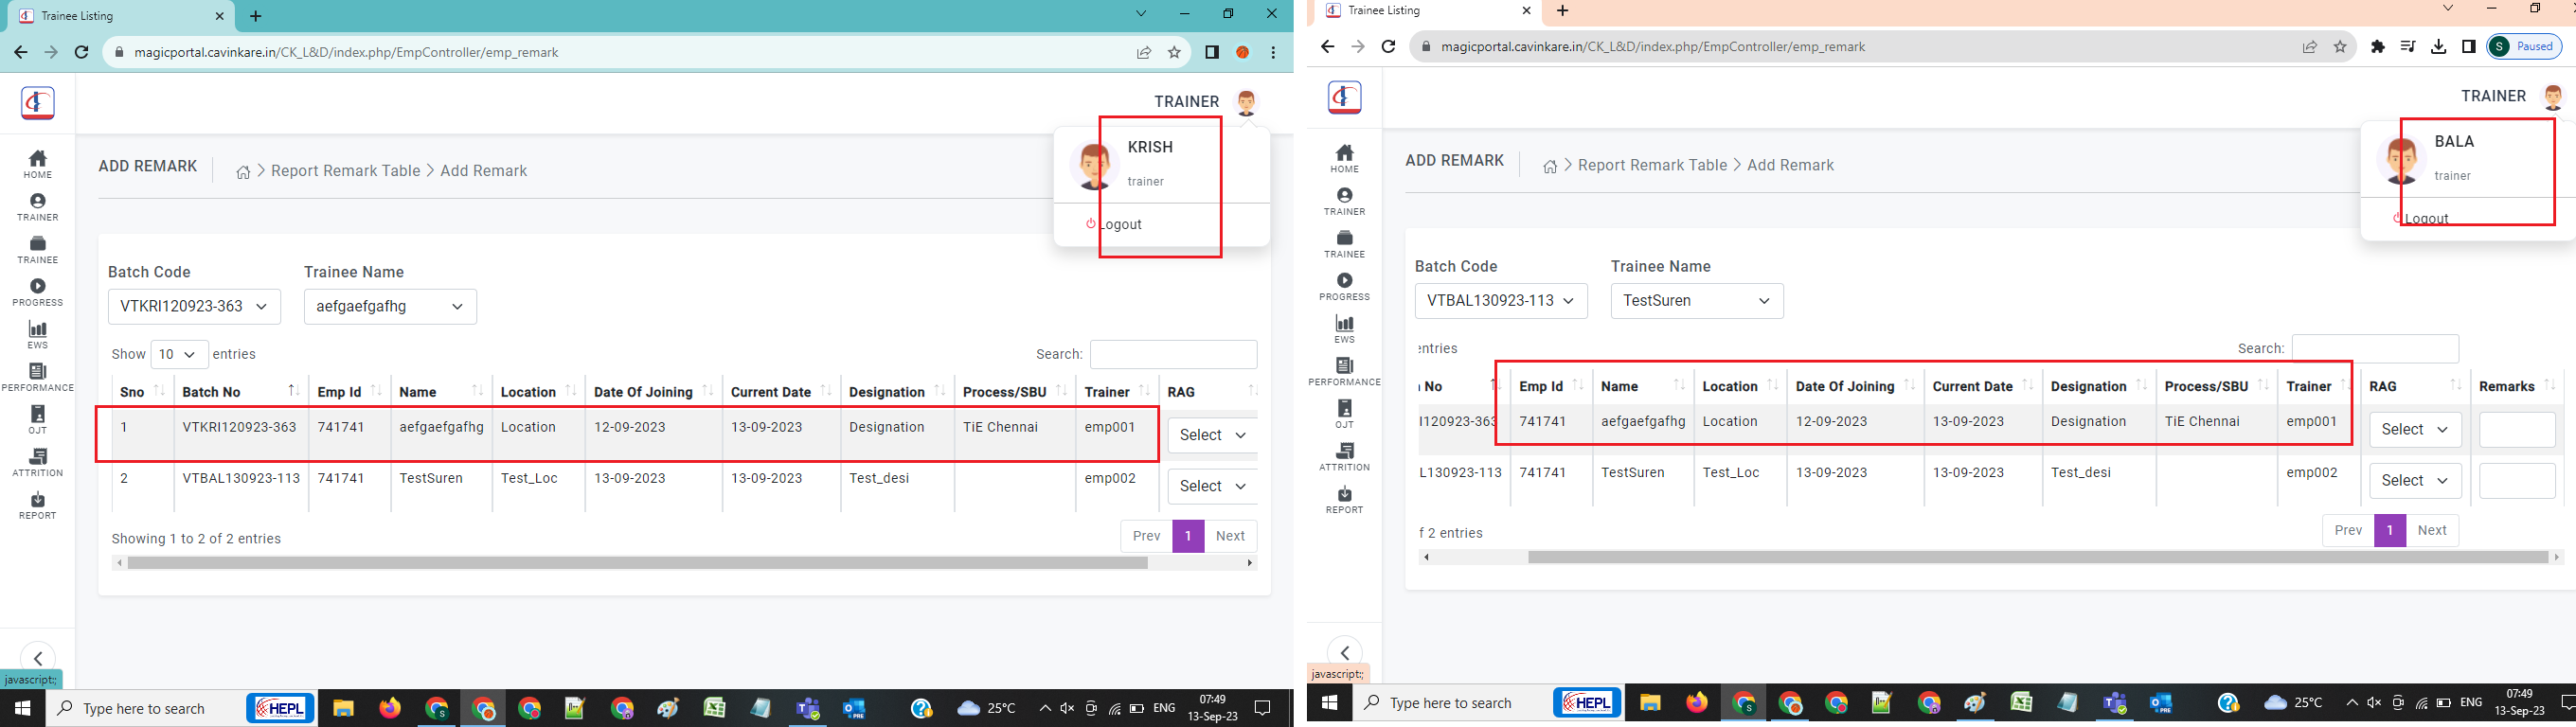 Trainee Listing
magicportal.cavinkare.in/CK_L&D/index.php/EmpController/emp_remark
TRAINER
KRISH
trainer
Logout
ADD REMARK
Report Remark Table > Add Remark
HOME
TRAINER
TRAINEE
PROGRESS
EWS
PERFORMANCE
OJT
ATTRITION
REPORT
Batch Code Trainee Name
VTKRI120923-363 aefgaefgafhg
Show 10 entries Search:
Sno Batch No Emp Id Name Location Date Of Joining Current Date Designation Process/SBU Trainer RAG
1 VTKRI120923-363 741741 aefgaefgafhg Location 12-09-2023 13-09-2023 Designation TiE Chennai emp001 Select
2 VTBAL130923-113 741741 TestSuren Test_Loc 13-09-2023 13-09-2023 Test_desi emp002 Select
Showing 1 to 2 of 2 entries Prev 1 Next
javascript:;
Type here to search HEPL 25°C ENG 07:49
13-Sep-23
Trainee Listing
magicportal.cavinkare.in/CK_L&D/index.php/EmpController/emp_remark S Paused
TRAINER
BALA
trainer
Logout
ADD REMARK
Report Remark Table > Add Remark
HOME
TRAINER
TRAINEE
PROGRESS
EWS
PERFORMANCE
OJT
ATTRITION
REPORT
Batch Code Trainee Name
VTBAL130923-113 TestSuren
entries Search:
No Emp Id Name Location Date Of Joining Current Date Designation Process/SBU Trainer RAG Remarks
I120923-363 741741 aefgaefgafhg Location 12-09-2023 13-09-2023 Designation TiE Chennai emp001 Select
L130923-113 741741 TestSuren Test_Loc 13-09-2023 13-09-2023 Test_desi emp002 Select
f 2 entries Prev 1 Next
javascript:;
Type here to search HEPL 25°C ENG 07:49
13-Sep-23